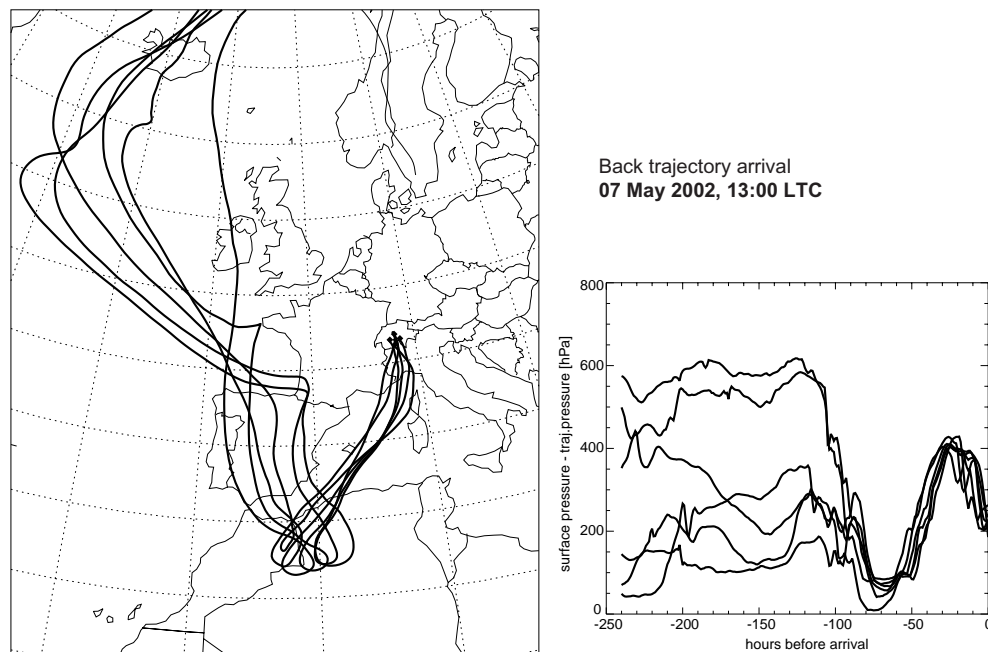 Back trajectory arrival
07 May 2002, 13:00 LTC
surface pressure - traj.pressure [hPa]
800
600
400
200
0
-250
-200
-150
-100
-50
0
hours before arrival